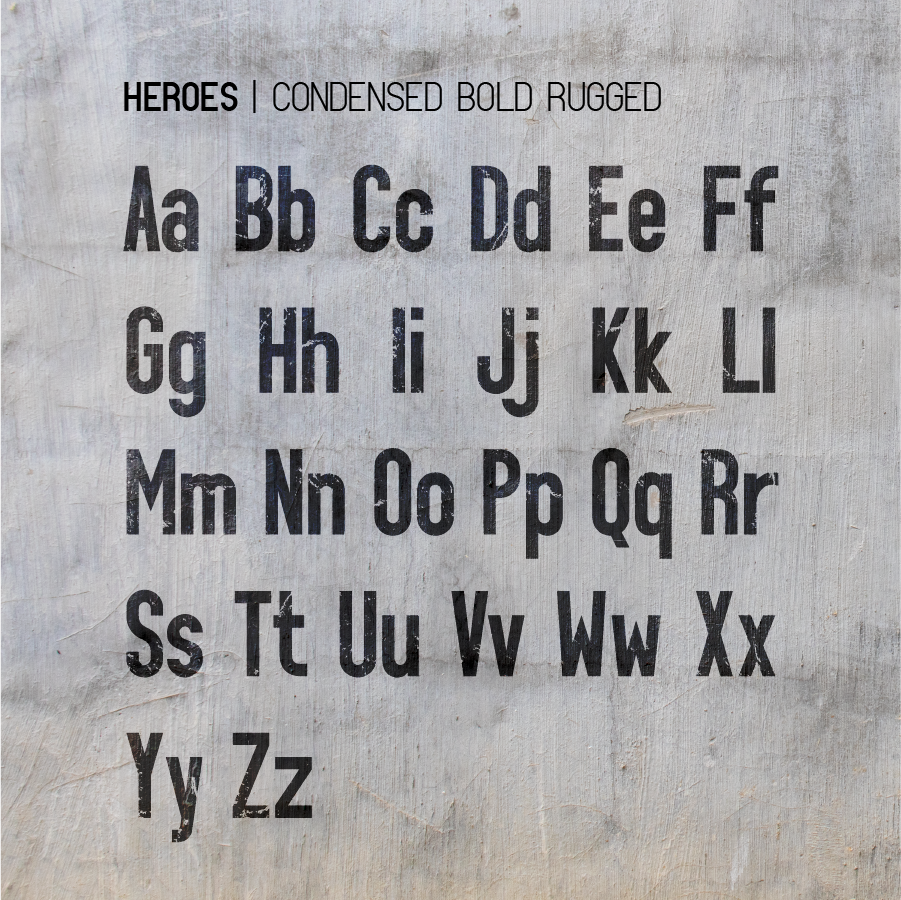 HEROES | CONDENSED BOLD RUGGED
Aa Bb Cc Dd Ee Ff
Gg Hh Ii Jj Kk Ll
Mm Nn Oo Pp Qq Rr
Ss Tt Uu Vv Ww Xx
Yy Zz